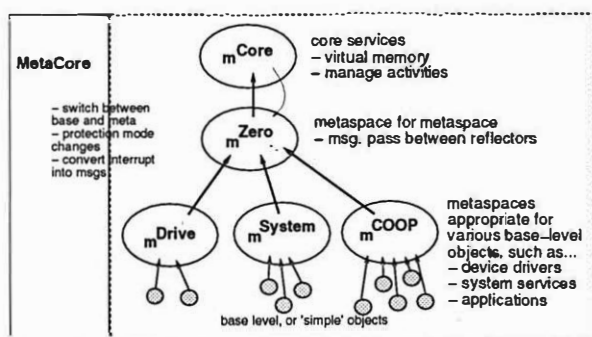 MetaCore
– switch between
base and meta
– protection mode
changes
– convert interrupt
into msgs
mCore
core services
– virtual memory
– manage activities
mZero
metaspace for metaspace
– msg. pass between reflectors
mDrive
mSystem
mCOOP
metaspaces
appropriate for
various base–level
objects, such as...
– device drivers
– system services
– applications
base level, or 'simple' objects